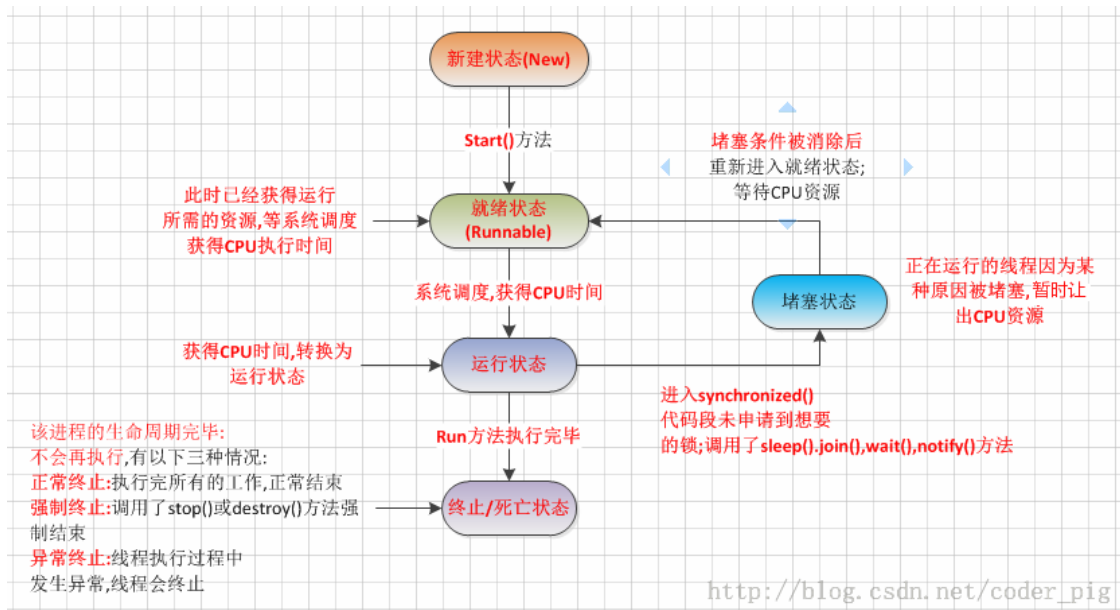 新建状态(New)
Start()方法
堵塞条件被消除后
重新进入就绪状态;
等待CPU资源
此时已经获得运行
所需的资源,等系统调度
获得CPU执行时间
就绪状态
(Runnable)
正在运行的线程因为某
种原因被堵塞,暂时让
出CPU资源
系统调度,获得CPU时间
堵塞状态
获得CPU时间,转换为
运行状态
运行状态
进入synchronized()
代码段未申请到想要
的锁;调用了sleep().join(),wait(),notify()方法
Run方法执行完毕
该进程的生命周期完毕:
不会再执行,有以下三种情况:
正常终止:执行完所有的工作,正常结束
强制终止:调用了stop()或destroy()方法强
制结束
异常终止:线程执行过程中
发生异常,线程会终止
终止/死亡状态
http://blog.csdn.net/coder_pig